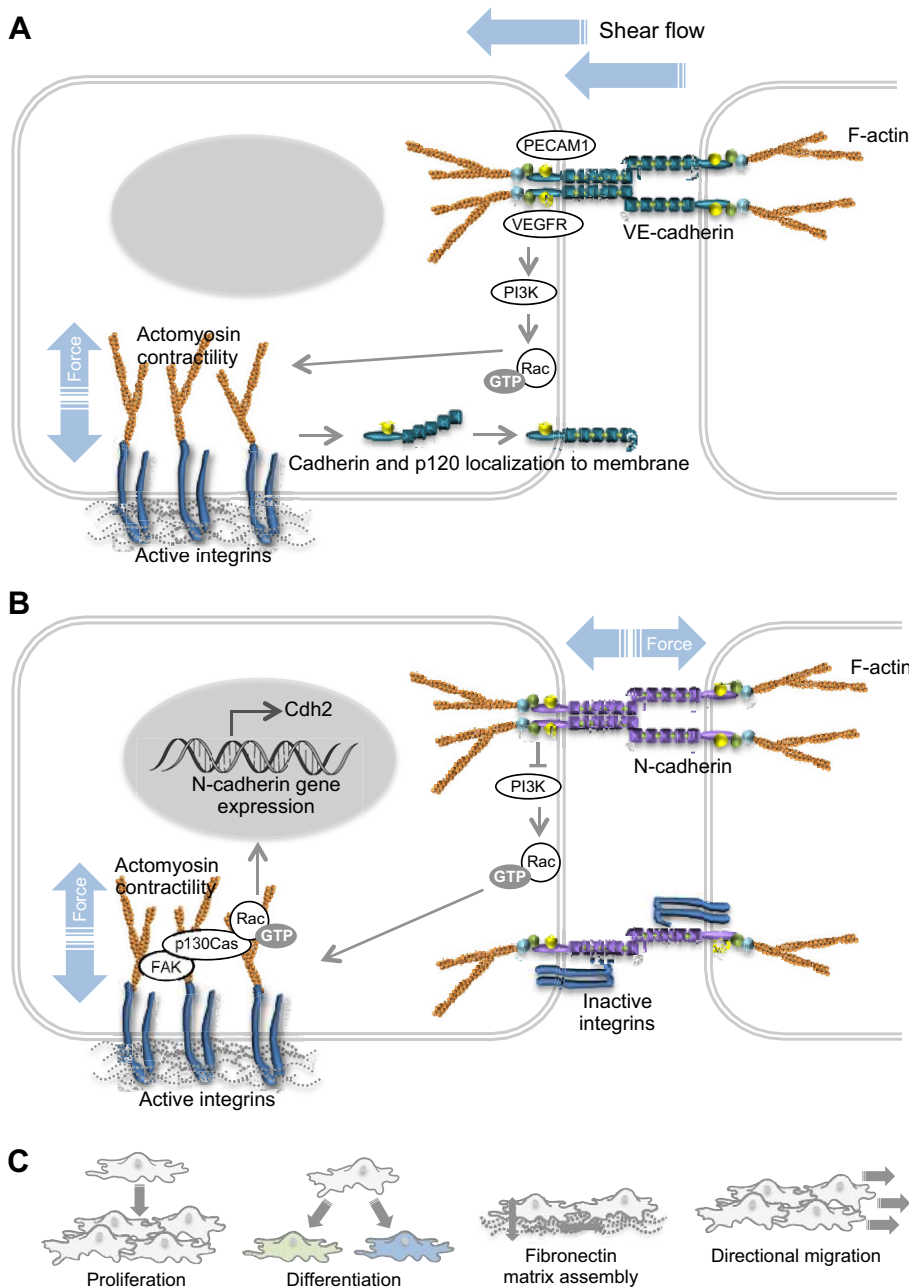 A
Shear flow
F-actin
PECAM1
VEGFR
VE-cadherin
PI3K
Actomyosin
contractility
Force
Rac
GTP
Cadherin and p120 localization to membrane
Active integrins
B
Force
F-actin
Cdh2
N-cadherin gene
expression
N-cadherin
PI3K
Rac
GTP
Actomyosin
contractility
Force
Rac
GTP
p130Cas
FAK
Inactive
integrins
Active integrins
C
Proliferation
Differentiation
Fibronectin
matrix assembly
Directional migration